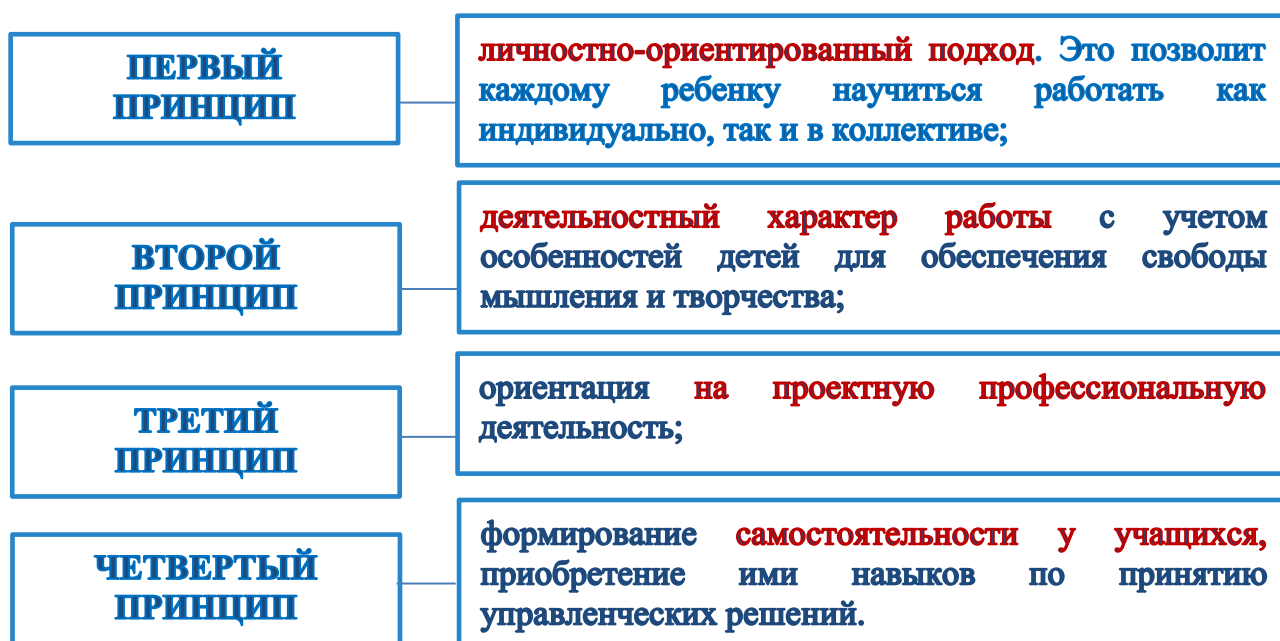 ПЕРВЫЙ
ПРИНЦИП
личностно-ориентированный подход. Это позволит
каждому ребенку научиться работать как
индивидуально, так и в коллективе;
ВТОРОЙ
ПРИНЦИП
деятельностный характер работы с учетом
особенностей детей для обеспечения свободы
мышления и творчества;
ТРЕТИЙ
ПРИНЦИП
ориентация на проектную профессиональную
деятельность;
ЧЕТВЕРТЫЙ
ПРИНЦИП
формирование самостоятельности у учащихся,
приобретение ими навыков по принятию
управленческих решений.